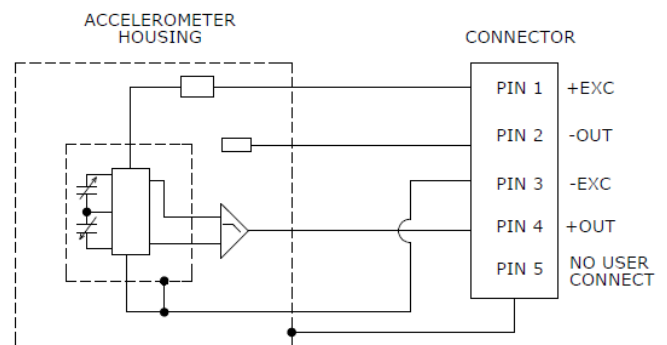 ACCELEROMETER
HOUSING
CONNECTOR
PIN 1 +EXC
PIN 2 -OUT
PIN 3 -EXC
PIN 4 +OUT
PIN 5 NO USER
CONNECT